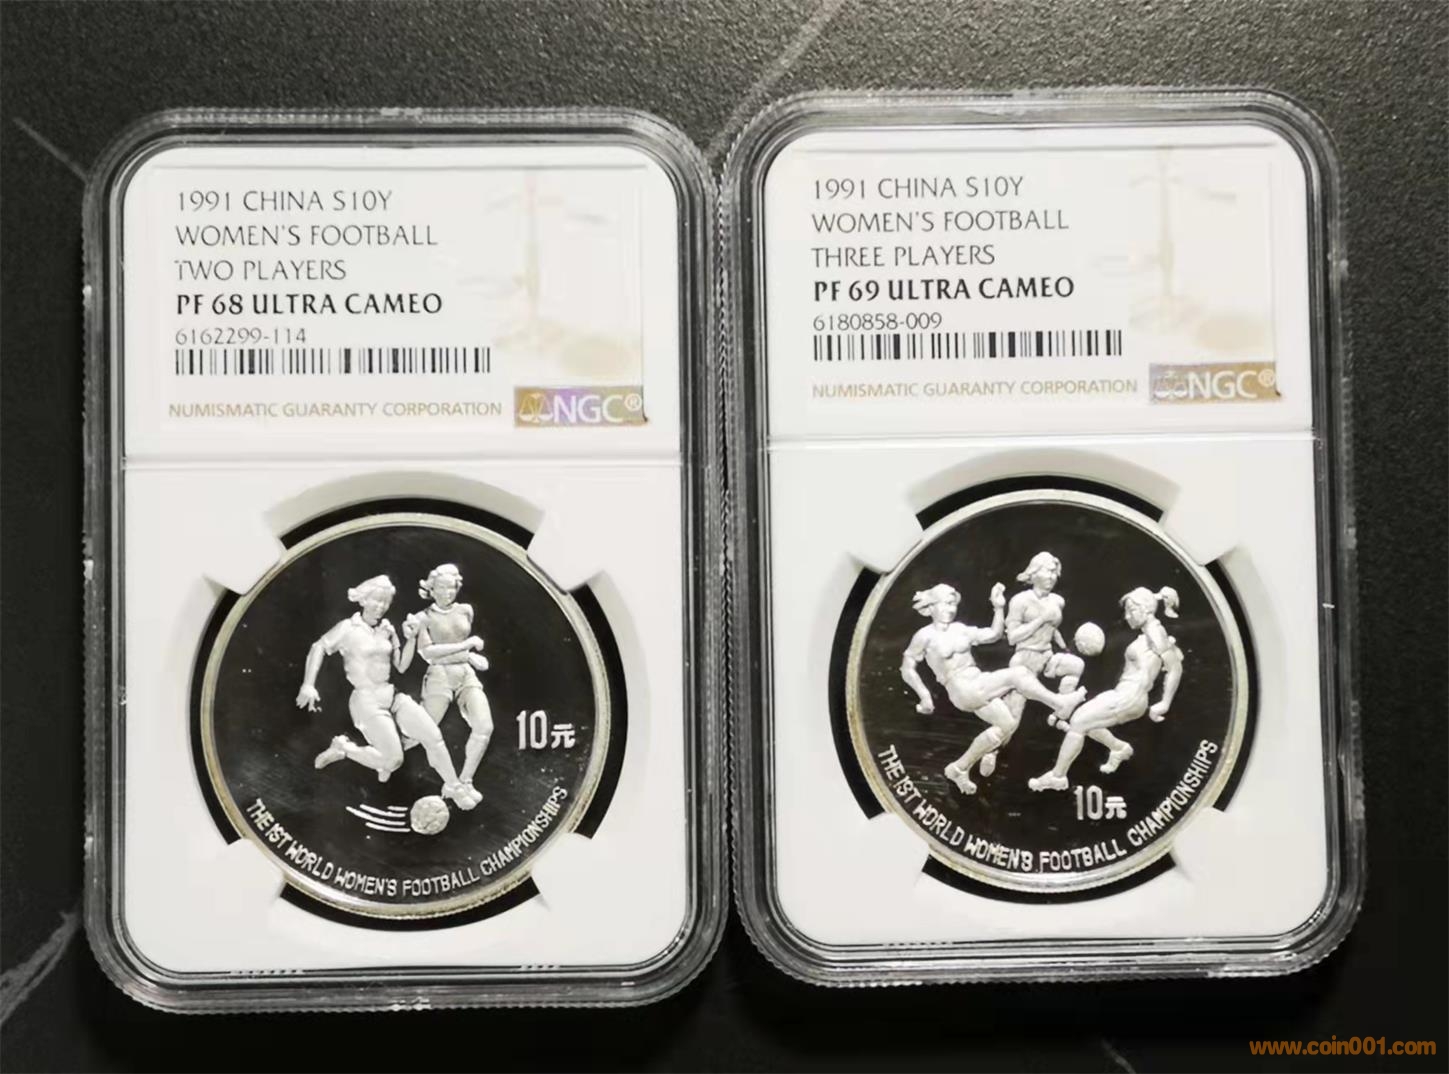 1991 CHINA S10Y
WOMEN'S FOOTBALL
TWO PLAYERS
PF 68 ULTRA CAMEO
6162299-114
NUMISMATIC GUARANTY CORPORATION
NGC®
10元
THE 1ST WORLD WOMEN'S FOOTBALL CHAMPIONSHIPS
1991 CHINA S10Y
WOMEN'S FOOTBALL
THREE PLAYERS
PF 69 ULTRA CAMEO
6180858-009
NUMISMATIC GUARANTY CORPORATION
NGC®
10元
THE 1ST WORLD WOMEN'S FOOTBALL CHAMPIONSHIPS
www.coin001.com